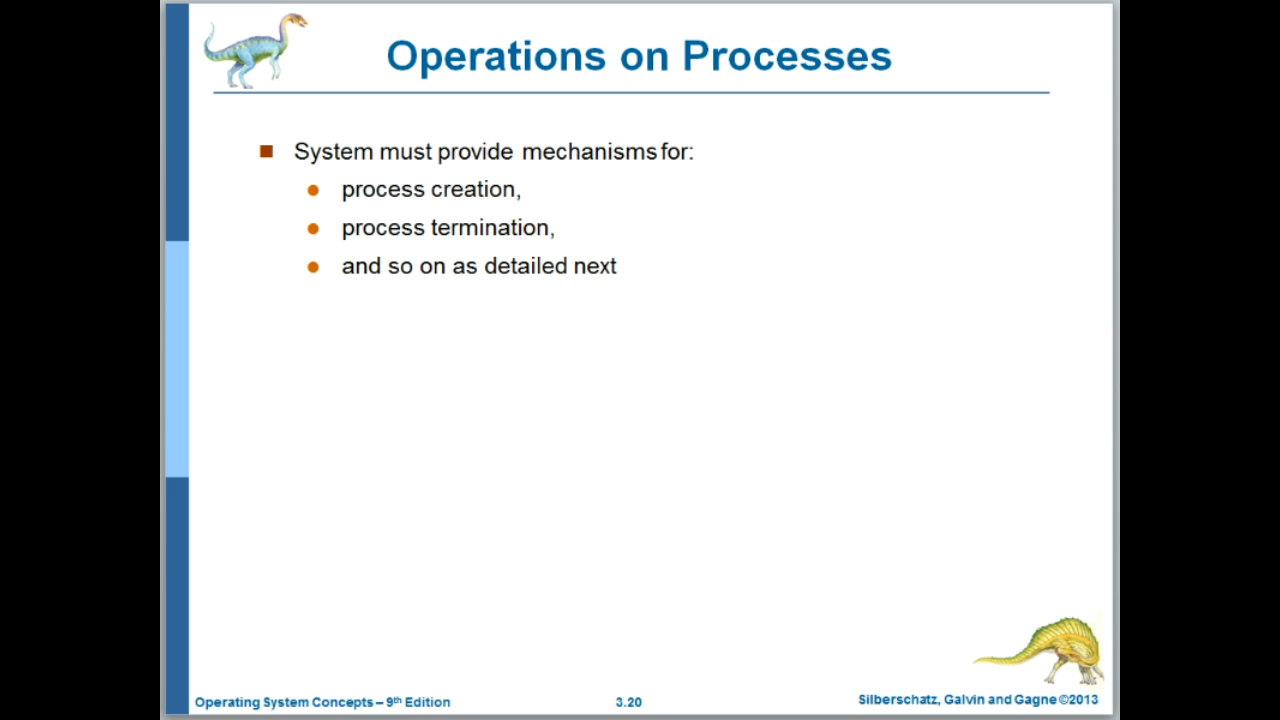 Operations on Processes
System must provide mechanisms for:
process creation,
process termination,
and so on as detailed next
Operating System Concepts – 9th Edition
3.20
Silberschatz, Galvin and Gagne ©2013